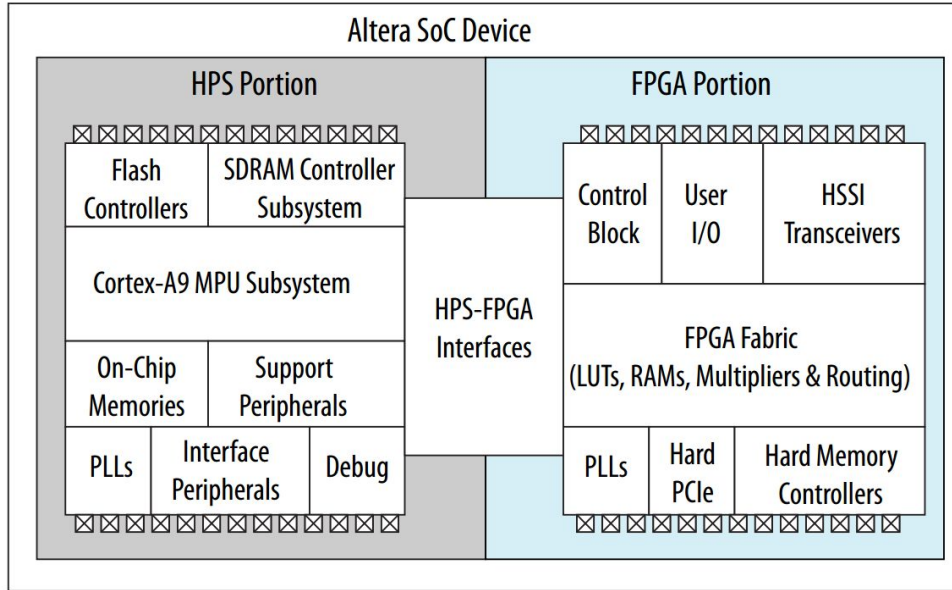 Altera SoC Device
HPS Portion
FPGA Portion
Flash
Controllers
SDRAM Controller
Subsystem
Cortex-A9 MPU Subsystem
On-Chip
Memories
Support
Peripherals
PLLs
Interface
Peripherals
Debug
HPS-FPGA
Interfaces
Control
Block
User
I/O
HSSI
Transceivers
FPGA Fabric
(LUTs, RAMs, Multipliers & Routing)
PLLs
Hard
PCIe
Hard Memory
Controllers